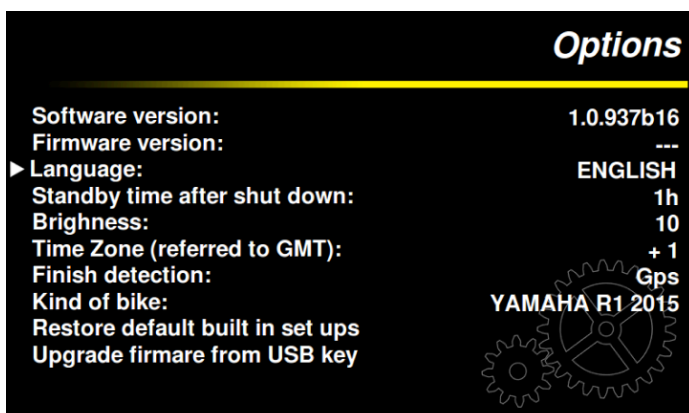 Options
Software version: 1.0.937b16
Firmware version: ---
Language: ENGLISH
Standby time after shut down: 1h
Brighness: 10
Time Zone (referred to GMT): + 1
Finish detection: Gps
Kind of bike: YAMAHA R1 2015
Restore default built in set ups
Upgrade firmare from USB key